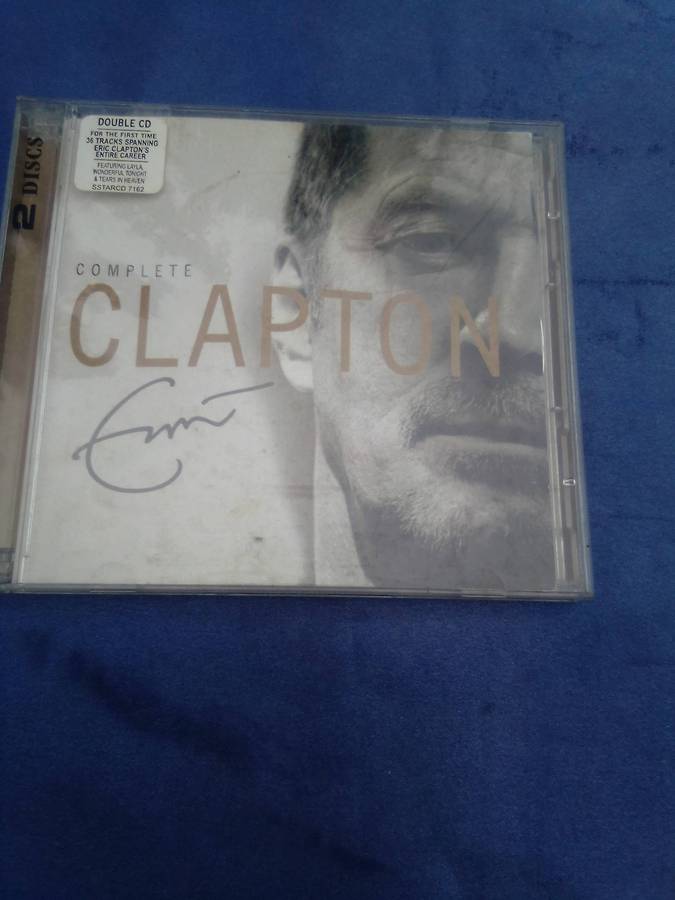 2 DISCS
DOUBLE CD
FOR THE FIRST TIME
36 TRACKS SPANNING
ERIC CLAPTON'S
ENTIRE CAREER
FEATURING LAYLA,
WONDERFUL TONIGHT
& TEARS IN HEAVEN
SSTARCD 7162
COMPLETE
CLAPTON
Eric